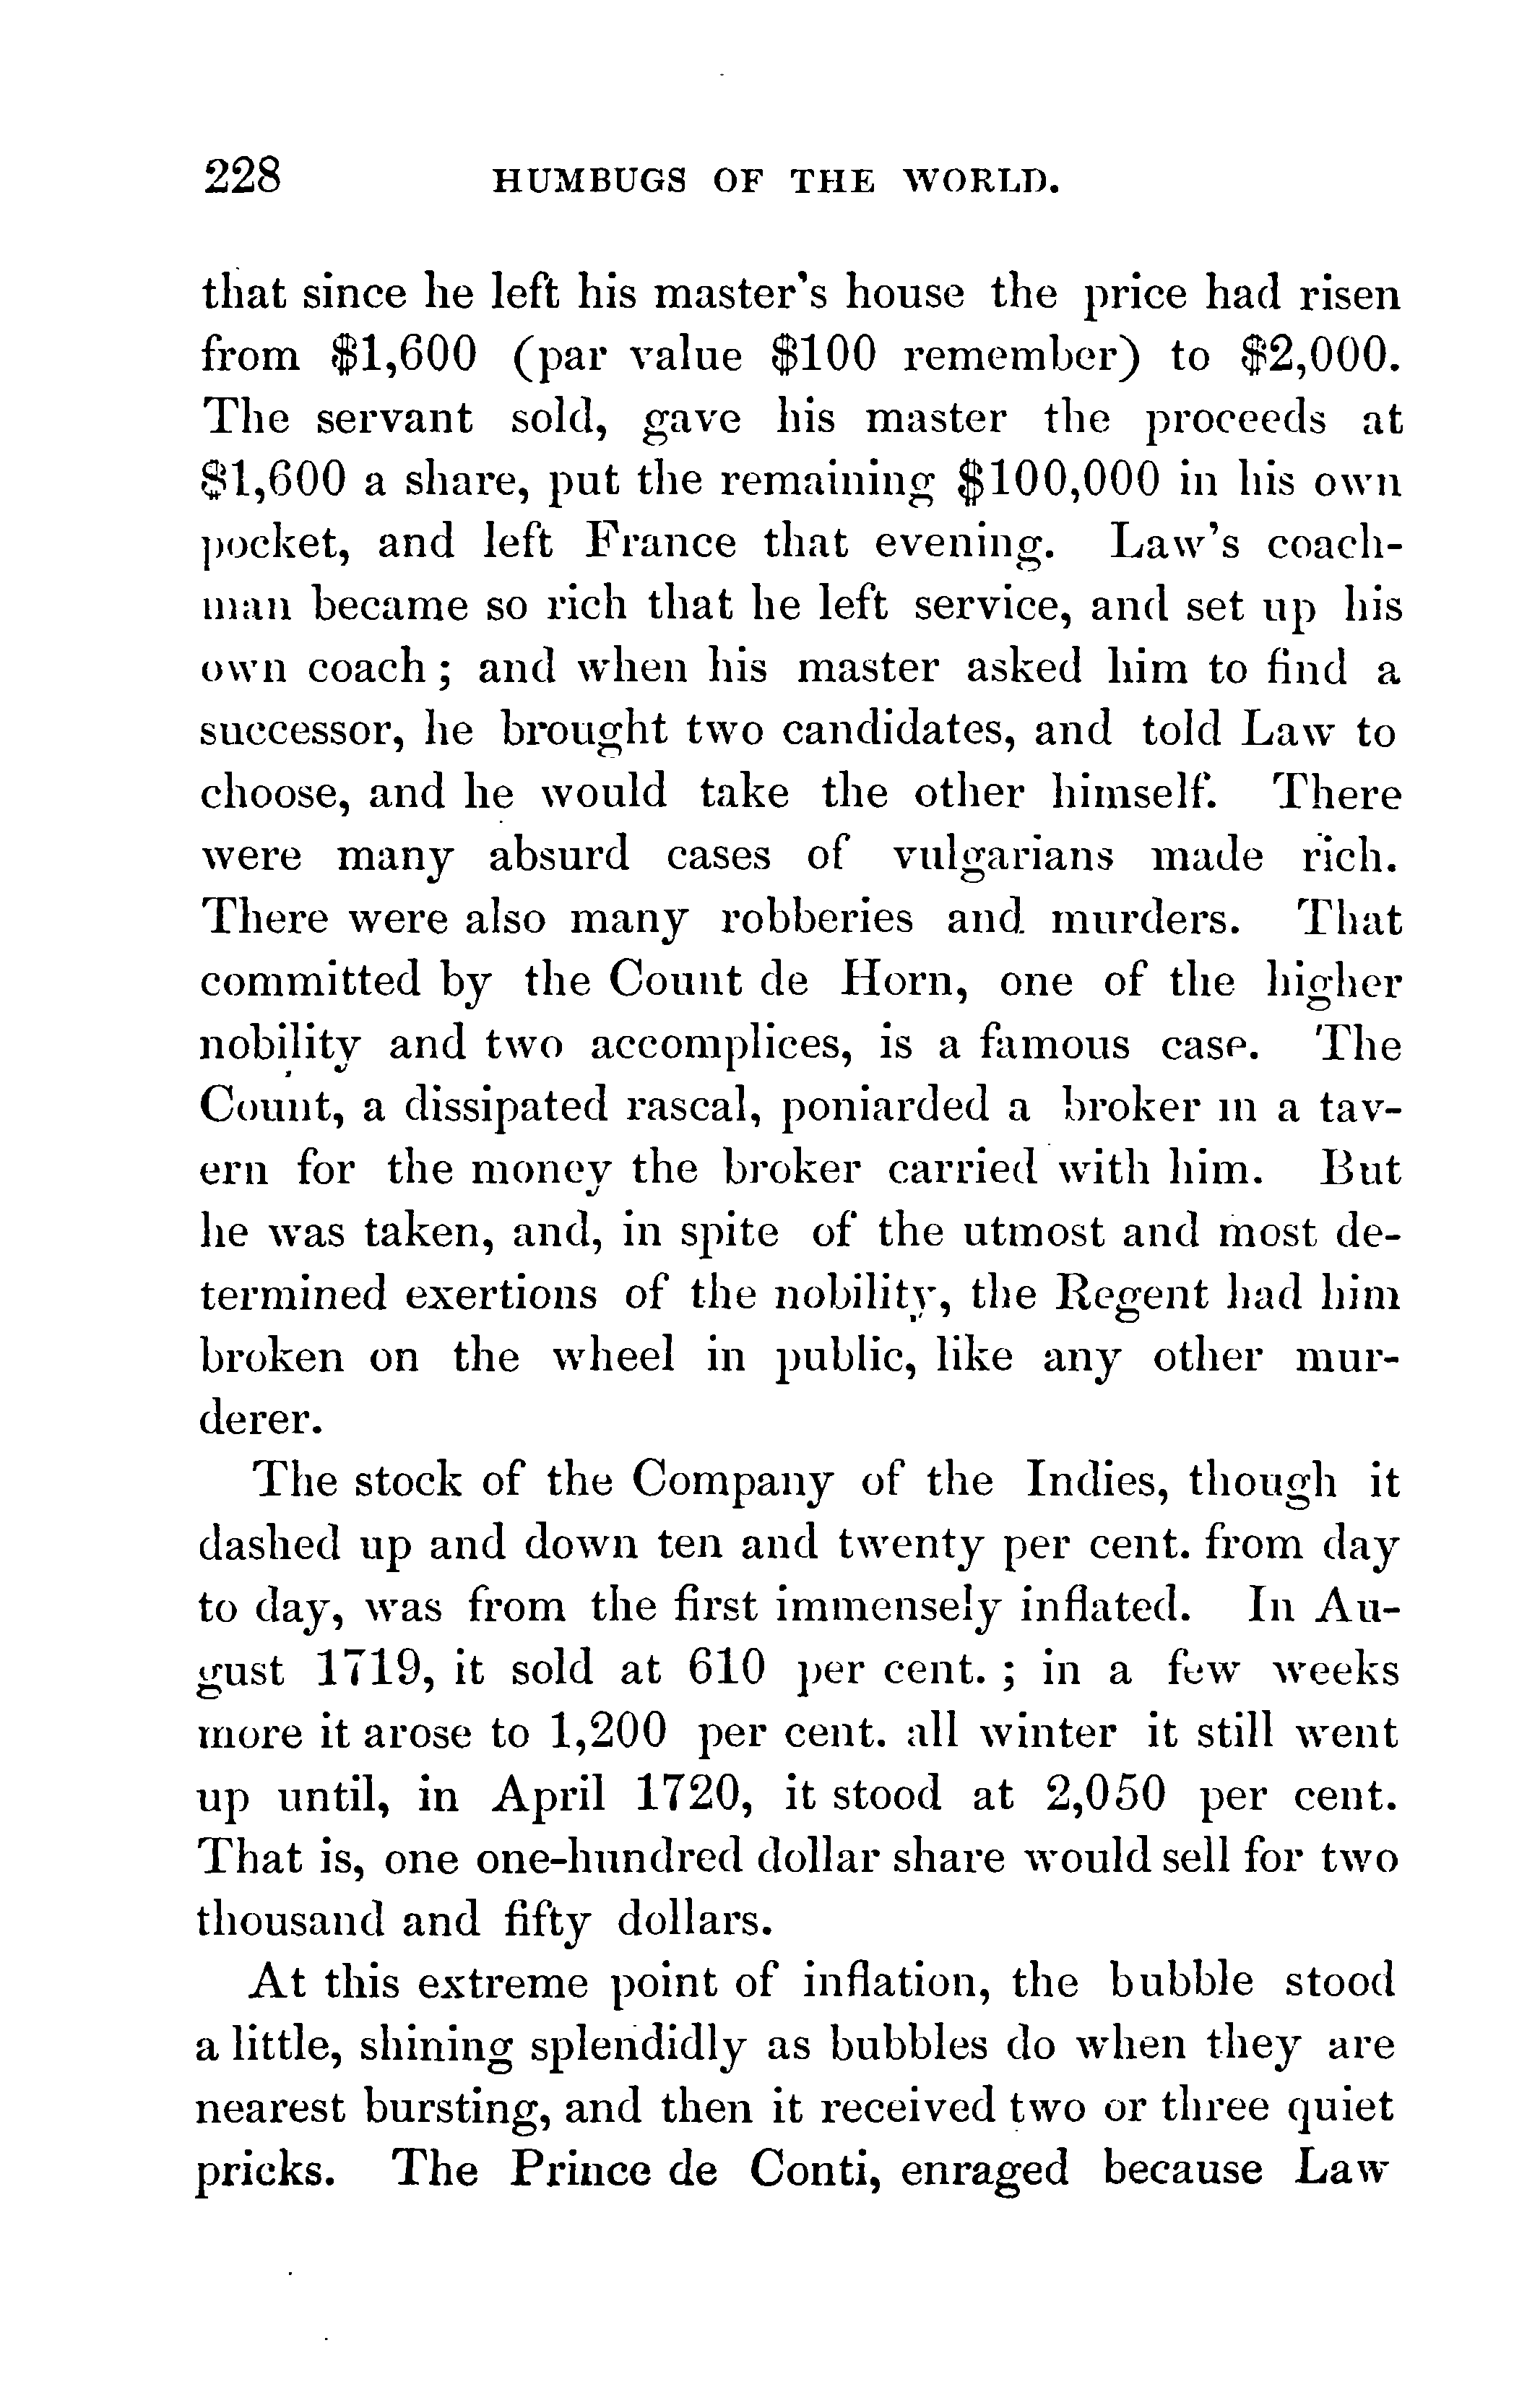 228 HUMBUGS OF THE WORLD.
that since he left his master's house the price had risen
from $1,600 (par value $100 remember) to $2,000.
The servant sold, gave his master the proceeds at
$1,600 a share, put the remaining $100,000 in his own
pocket, and left France that evening. Law's coach-
man became so rich that he left service, and set up his
own coach; and when his master asked him to find a
successor, he brought two candidates, and told Law to
choose, and he would take the other himself. There
were many absurd cases of vulgarians made rich.
There were also many robberies and murders. That
committed by the Count de Horn, one of the higher
nobility and two accomplices, is a famous case. The
Count, a dissipated rascal, poniarded a broker in a tav-
ern for the money the broker carried with him. But
he was taken, and, in spite of the utmost and most de-
termined exertions of the nobility, the Regent had him
broken on the wheel in public, like any other mur-
derer.
The stock of the Company of the Indies, though it
dashed up and down ten and twenty per cent. from day
to day, was from the first immensely inflated. In Au-
gust 1719, it sold at 610 per cent.; in a few weeks
more it arose to 1,200 per cent. all winter it still went
up until, in April 1720, it stood at 2,050 per cent.
That is, one one-hundred dollar share would sell for two
thousand and fifty dollars.
At this extreme point of inflation, the bubble stood
a little, shining splendidly as bubbles do when they are
nearest bursting, and then it received two or three quiet
pricks. The Prince de Conti, enraged because Law